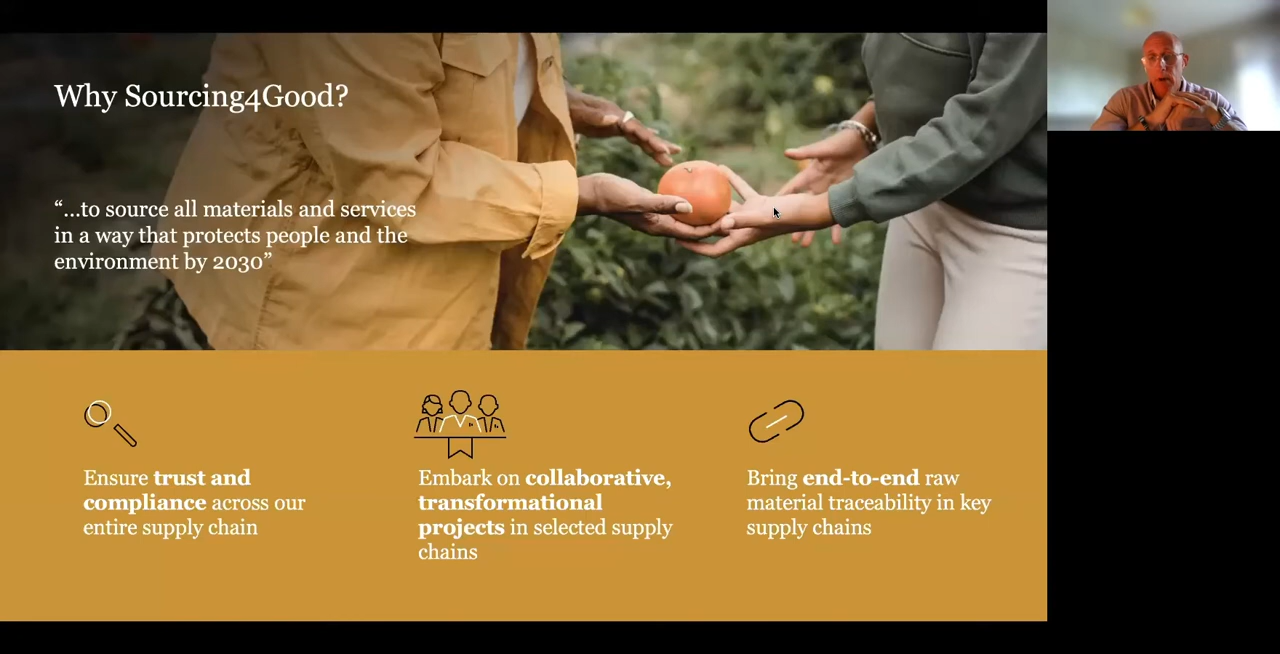 Why Sourcing4Good?
“...to source all materials and services
in a way that protects people and the
environment by 2030”
Ensure trust and
compliance across our
entire supply chain
Embark on collaborative,
transformational
projects in selected supply
chains
Bring end-to-end raw
material traceability in key
supply chains